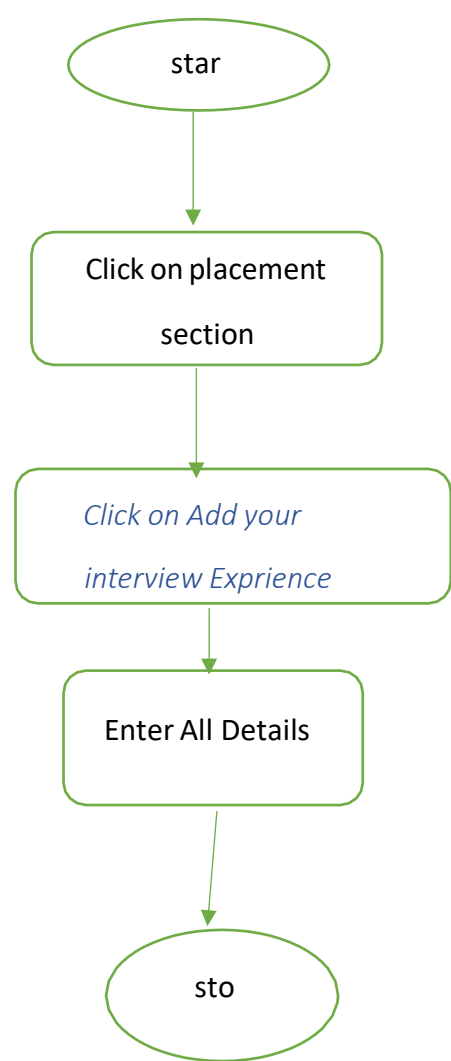 star
Click on placement
section
Click on Add your
interview Exprience
Enter All Details
sto